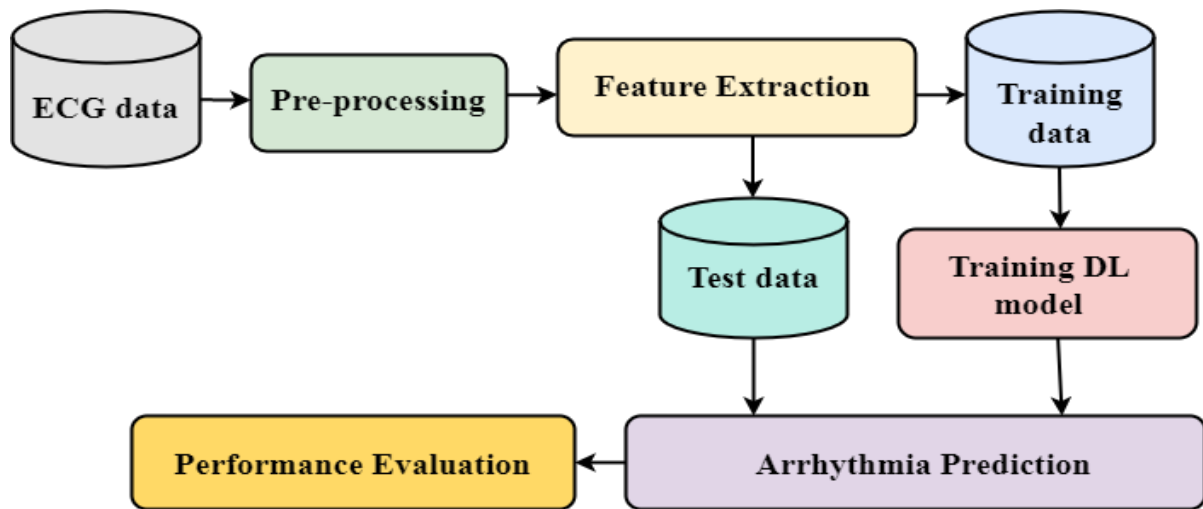 ECG data
Pre-processing
Feature Extraction
Training
data
Test data
Training DL
model
Performance Evaluation
Arrhythmia Prediction